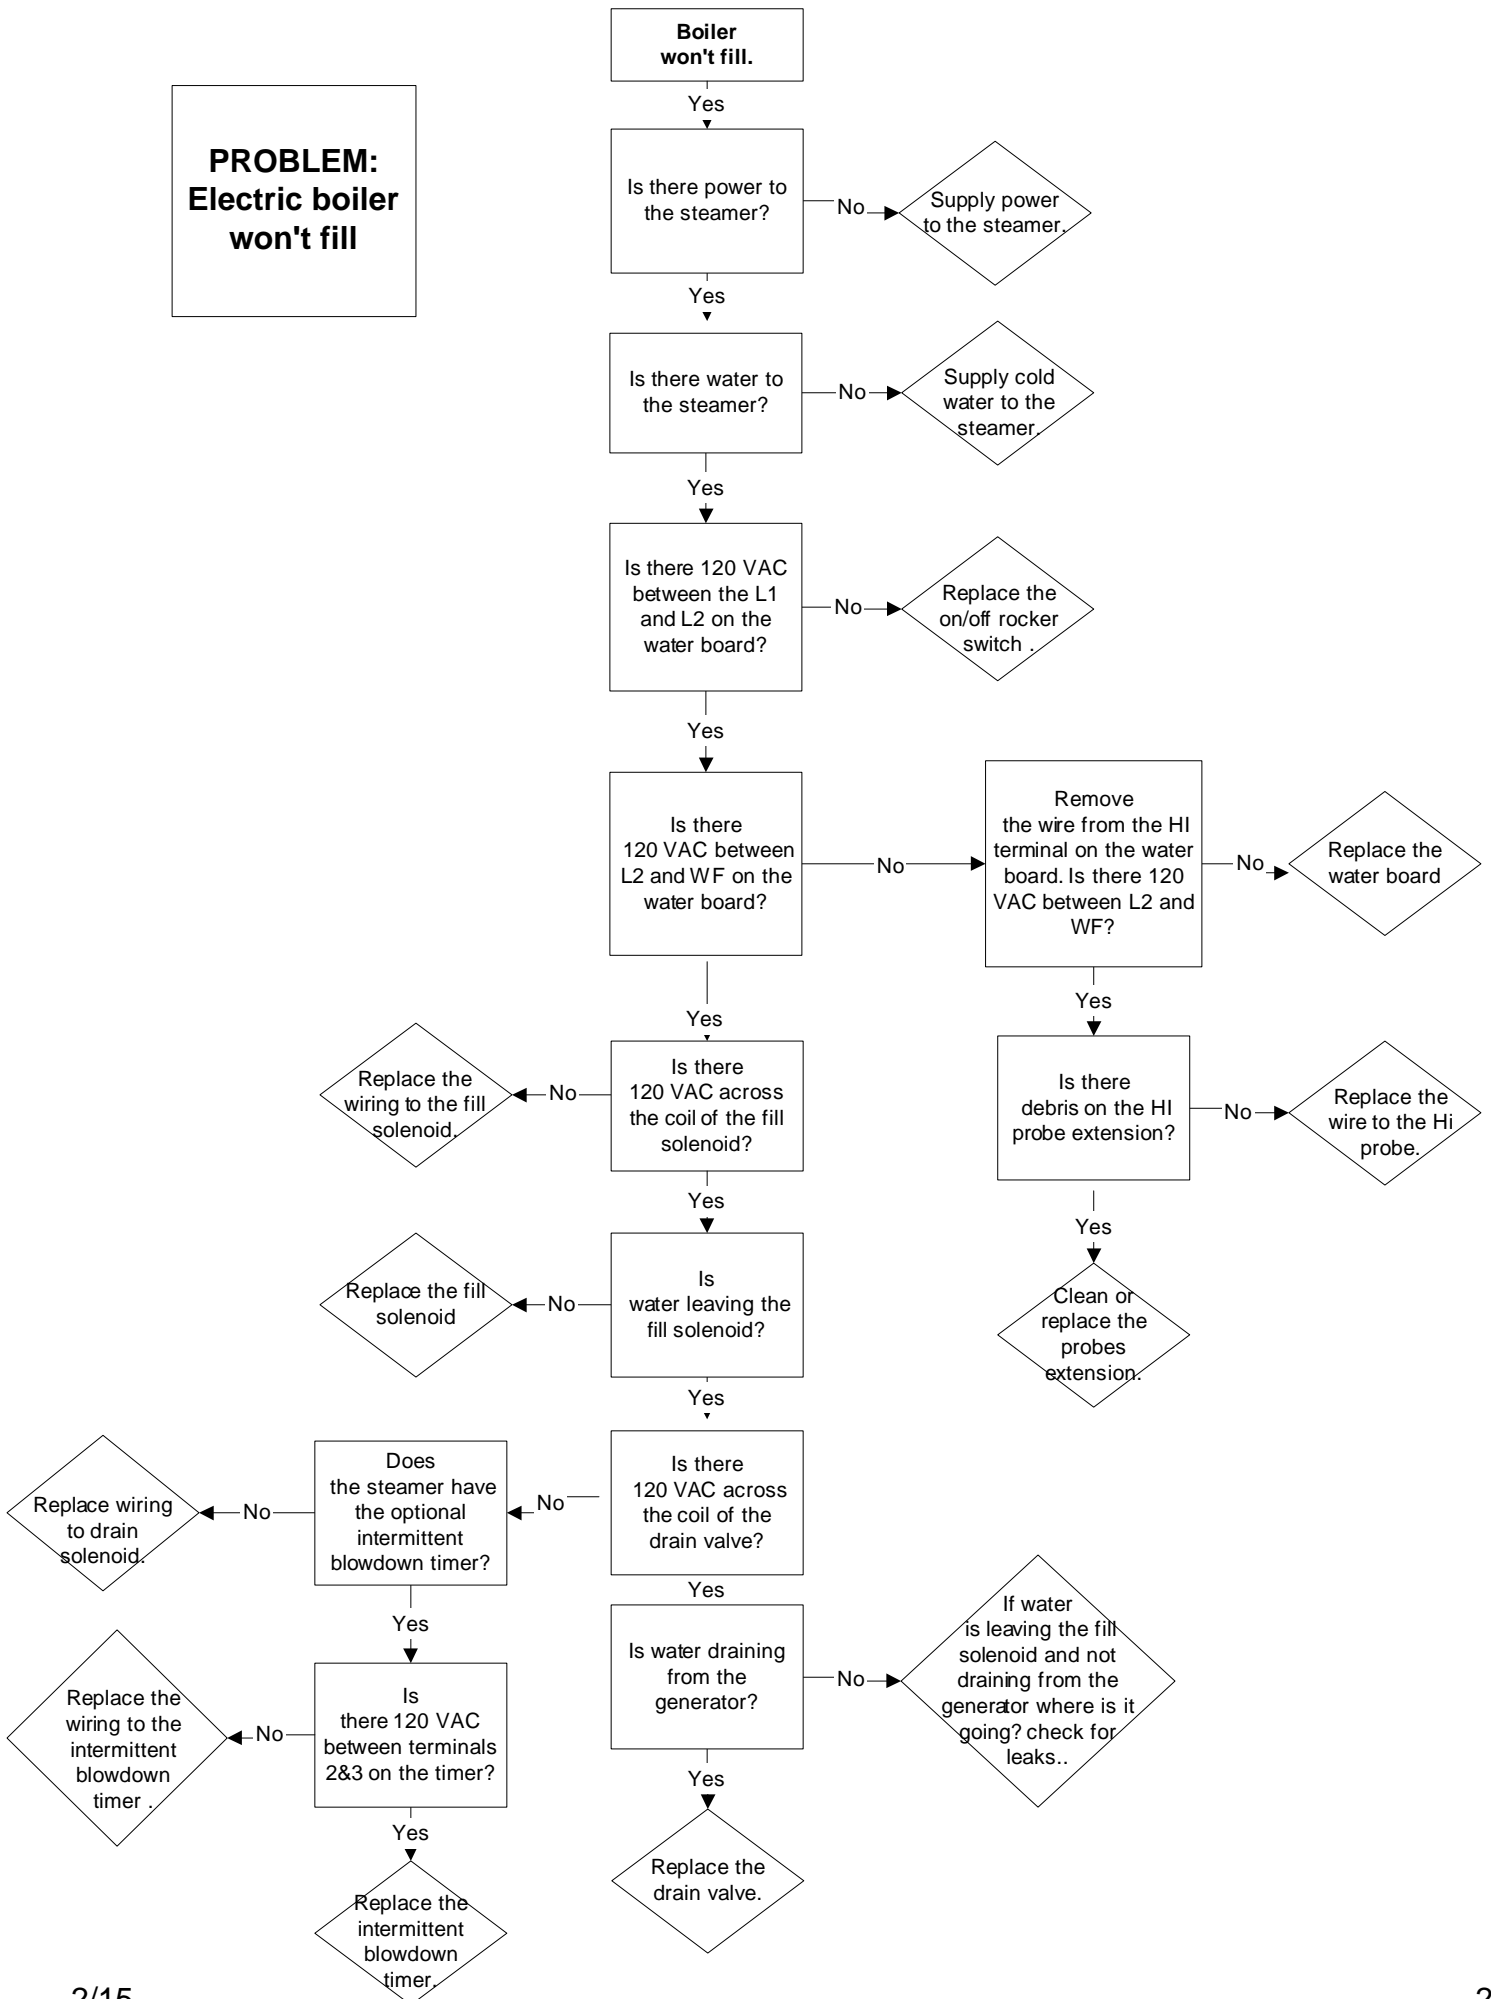 Boiler
won't fill.
PROBLEM:
Electric boiler
won't fill
Yes
Is there power to
the steamer?
No
Supply power
to the steamer.
Yes
Is there water to
the steamer?
No
Supply cold
water to the
steamer.
Yes
Is there 120 VAC
between the L1
and L2 on the
water board?
No
Replace the
on/off rocker
switch .
Yes
Is there
120 VAC between
L2 and WF on the
water board?
No
Remove
the wire from the HI
terminal on the water
board. Is there 120
VAC between L2 and
WF?
No
Replace the
water board
Yes
Is there
debris on the HI
probe extension?
No
Replace the
wire to the Hi
probe.
Yes
Clean or
replace the
probes
extension.
Yes
Is there
120 VAC across
the coil of the fill
solenoid?
No
Replace the
wiring to the fill
solenoid.
Yes
Is
water leaving the
fill solenoid?
No
Replace the fill
solenoid
Yes
Is there
120 VAC across
the coil of the
drain valve?
No
Does
the steamer have
the optional
intermittent
blowdown timer?
No
Replace wiring
to drain
solenoid.
Yes
Is
there 120 VAC
between terminals
2&3 on the timer?
No
Replace the
wiring to the
intermittent
blowdown
timer .
Yes
Replace the
intermittent
blowdown
timer.
Yes
Is water draining
from the
generator?
No
If water
is leaving the fill
solenoid and not
draining from the
generator where is it
going? check for
leaks..
Yes
Replace the
drain valve.
2/15
2